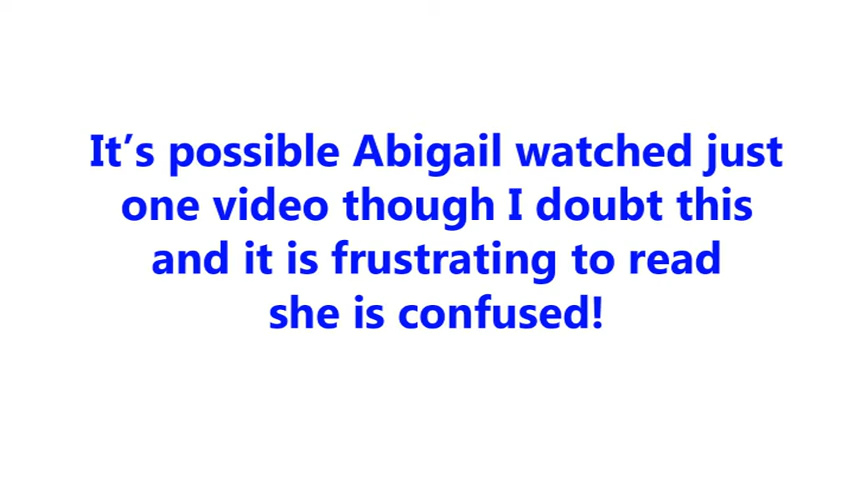 It’s possible Abigail watched just
one video though I doubt this
and it is frustrating to read
she is confused!